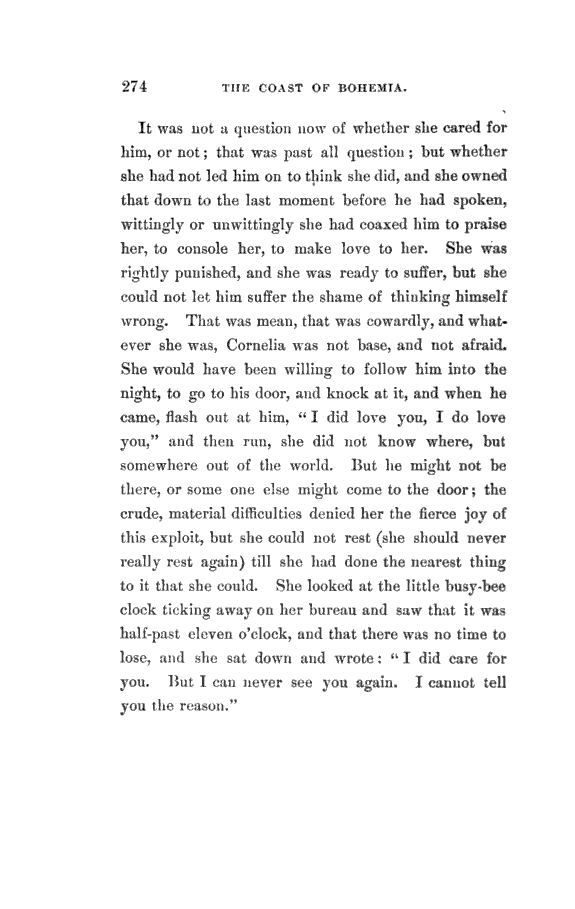 274 THE COAST OF BOHEMIA.
It was not a question now of whether she cared for
him, or not; that was past all question; but whether
she had not led him on to think she did, and she owned
that down to the last moment before he had spoken,
wittingly or unwittingly she had coaxed him to praise
her, to console her, to make love to her. She was
rightly punished, and she was ready to suffer, but she
could not let him suffer the shame of thinking himself
wrong. That was mean, that was cowardly, and what-
ever she was, Cornelia was not base, and not afraid.
She would have been willing to follow him into the
night, to go to his door, and knock at it, and when he
came, flash out at him, “I did love you, I do love
you,” and then run, she did not know where, but
somewhere out of the world. But he might not be
there, or some one else might come to the door; the
crude, material difficulties denied her the fierce joy of
this exploit, but she could not rest (she should never
really rest again) till she had done the nearest thing
to it that she could. She looked at the little busy-bee
clock ticking away on her bureau and saw that it was
half-past eleven o’clock, and that there was no time to
lose, and she sat down and wrote: “I did care for
you. But I can never see you again. I cannot tell
you the reason.”